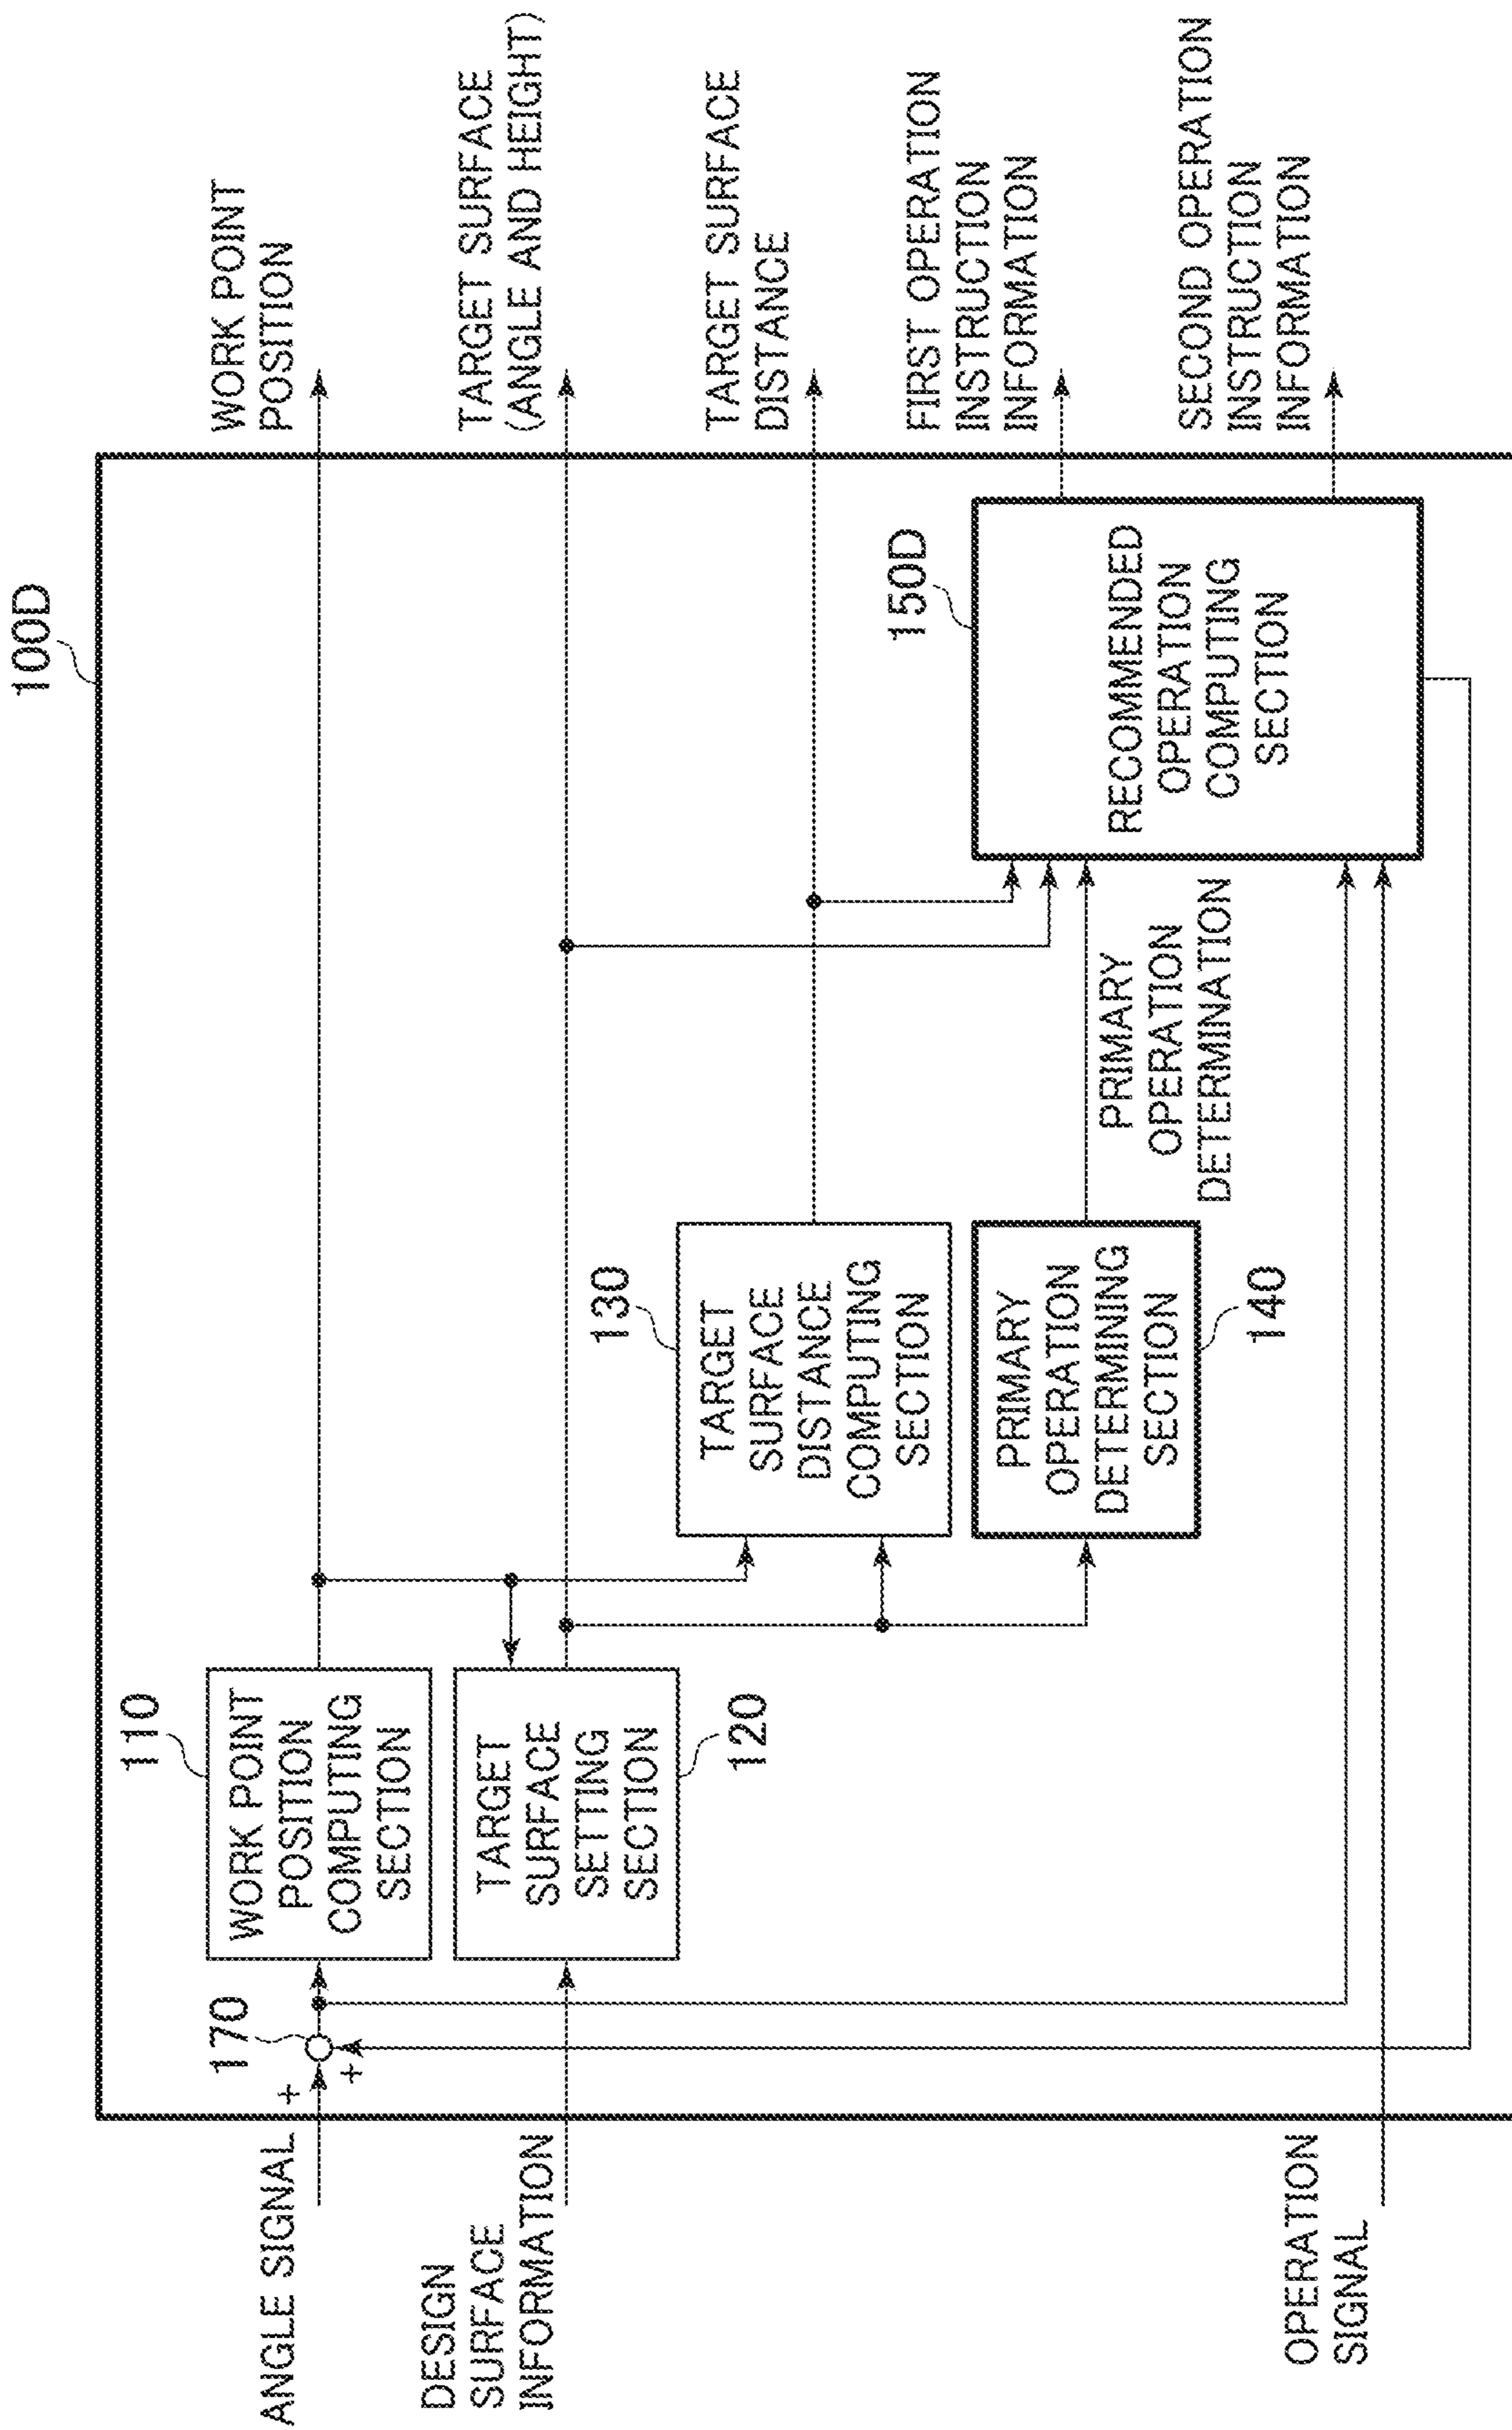 100D
ANGLE SIGNAL
+
+
170
110
WORK POINT
POSITION
COMPUTING
SECTION
WORK POINT
POSITION
DESIGN
SURFACE
INFORMATION
TARGET
SURFACE
SETTING
SECTION
120
TARGET SURFACE
(ANGLE AND HEIGHT)
130
TARGET
SURFACE
DISTANCE
COMPUTING
SECTION
TARGET SURFACE
DISTANCE
PRIMARY
OPERATION
DETERMINING
SECTION
140
PRIMARY
OPERATION
DETERMINATION
150D
RECOMMENDED
OPERATION
COMPUTING
SECTION
FIRST OPERATION
INSTRUCTION
INFORMATION
SECOND OPERATION
INSTRUCTION
INFORMATION
OPERATION
SIGNAL